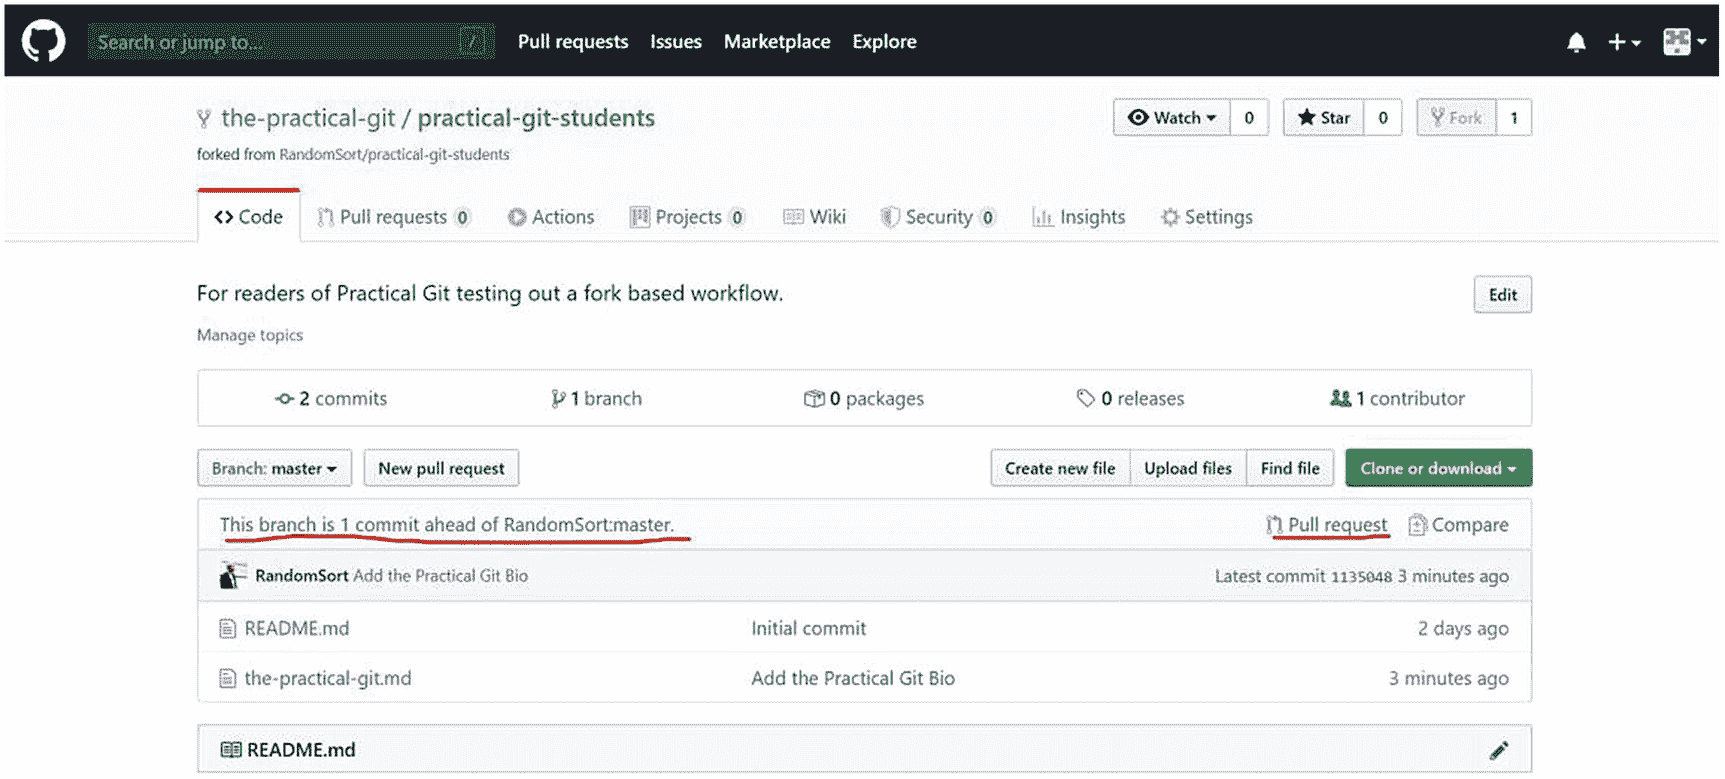 Search or jump to... / Pull requests Issues Marketplace Explore
the-practical-git / practical-git-students Watch 0 Star 0 Fork 1
forked from RandomSort/practical-git-students
Code Pull requests 0 Actions Projects 0 Wiki Security 0 Insights Settings
For readers of Practical Git testing out a fork based workflow. Edit
Manage topics
2 commits 1 branch 0 packages 0 releases 1 contributor
Branch: master New pull request Create new file Upload files Find file Clone or download
This branch is 1 commit ahead of RandomSort:master. Pull request Compare
RandomSort Add the Practical Git Bio Latest commit 1135048 3 minutes ago
README.md Initial commit 2 days ago
the-practical-git.md Add the Practical Git Bio 3 minutes ago
README.md